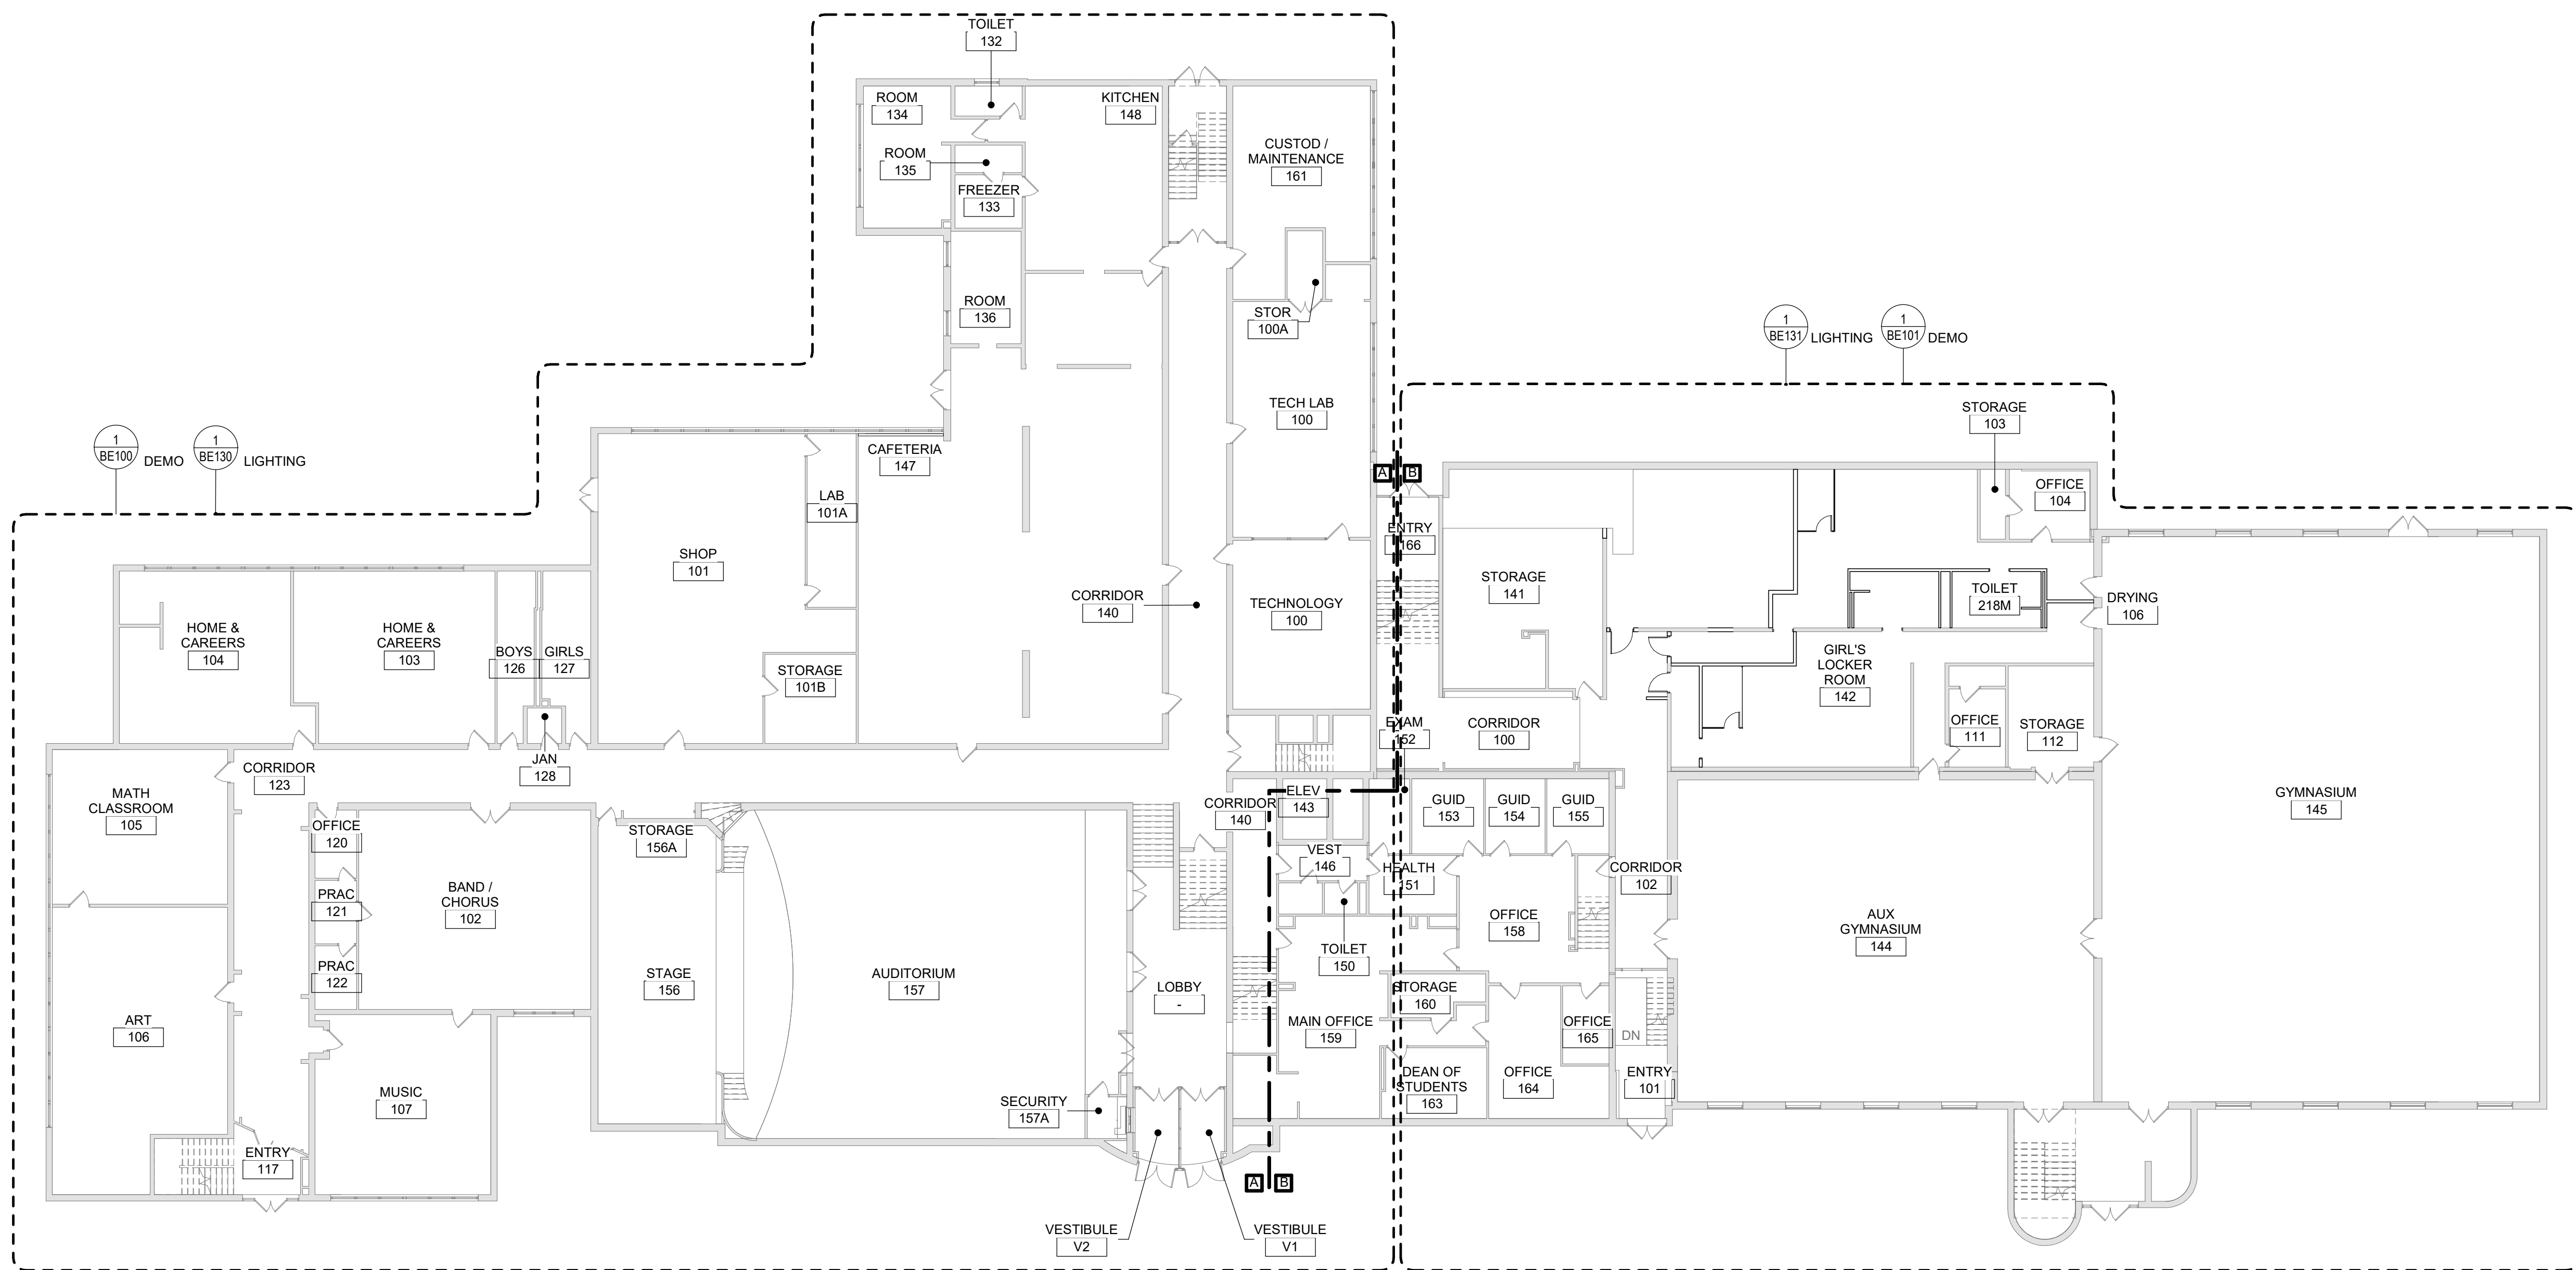 TOILET
132
ROOM
134
KITCHEN
148
ROOM
135
FREEZER
133
CUSTOD /
MAINTENANCE
161
ROOM
136
STOR
100A
1
BE131
LIGHTING
1
BE101
DEMO
TECH LAB
100
STORAGE
103
1
BE100
DEMO
1
BE130
LIGHTING
CAFETERIA
147
A
B
OFFICE
104
LAB
101A
ENTRY
166
SHOP
101
STORAGE
141
CORRIDOR
140
TECHNOLOGY
100
TOILET
218M
DRYING
106
HOME &
CAREERS
104
HOME &
CAREERS
103
BOYS
126
GIRLS
127
STORAGE
101B
GIRL'S
LOCKER
ROOM
142
EXAM
152
CORRIDOR
100
OFFICE
111
STORAGE
112
JAN
128
CORRIDOR
123
MATH
CLASSROOM
105
OFFICE
120
STORAGE
156A
CORRIDOR
140
ELEV
143
GUID
153
GUID
154
GUID
155
GYMNASIUM
145
VEST
146
HEALTH
151
CORRIDOR
102
PRAC
121
BAND /
CHORUS
102
OFFICE
158
AUX
GYMNASIUM
144
PRAC
122
STAGE
156
AUDITORIUM
157
LOBBY
-
TOILET
150
STORAGE
160
ART
106
MAIN OFFICE
159
OFFICE
165
DN
MUSIC
107
SECURITY
157A
DEAN OF
STUDENTS
163
OFFICE
164
ENTRY
101
ENTRY
117
A
B
VESTIBULE
V2
VESTIBULE
V1